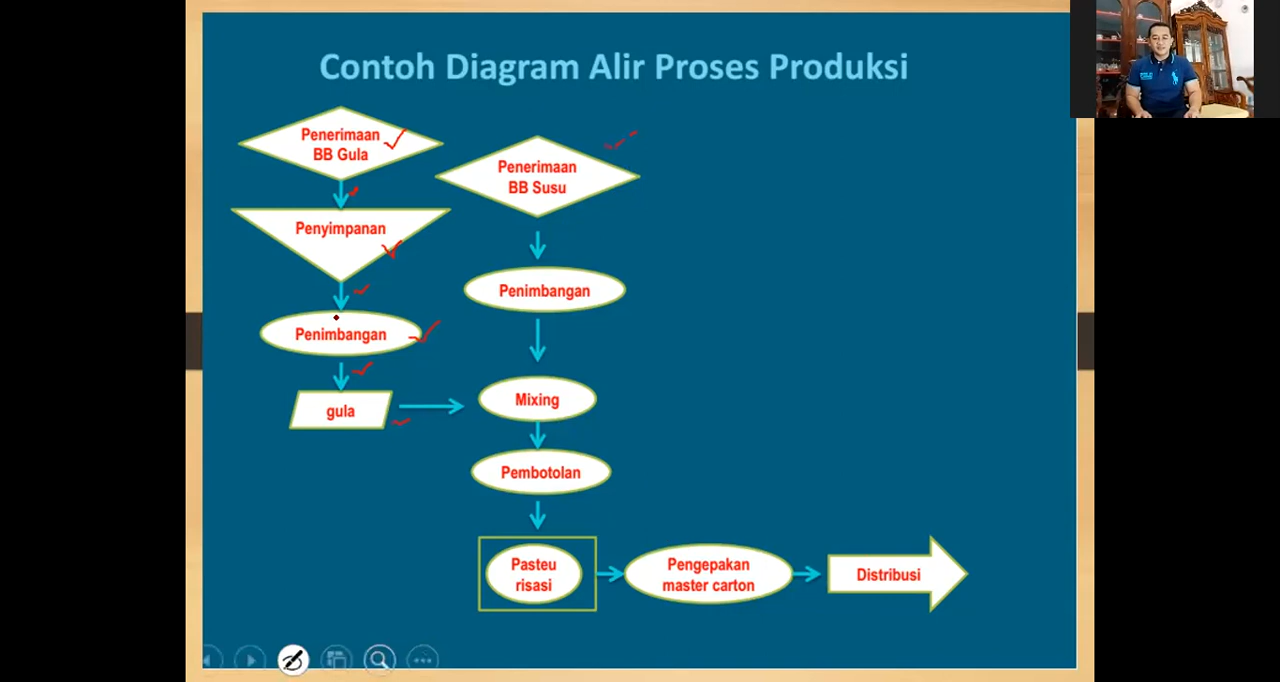 Contoh Diagram Alir Proses Produksi
Penerimaan
BB Gula
Penyimpanan
Penimbangan
gula
Penerimaan
BB Susu
Penimbangan
Mixing
Pembotolan
Pasteu
risasi
Pengepakan
master carton
Distribusi